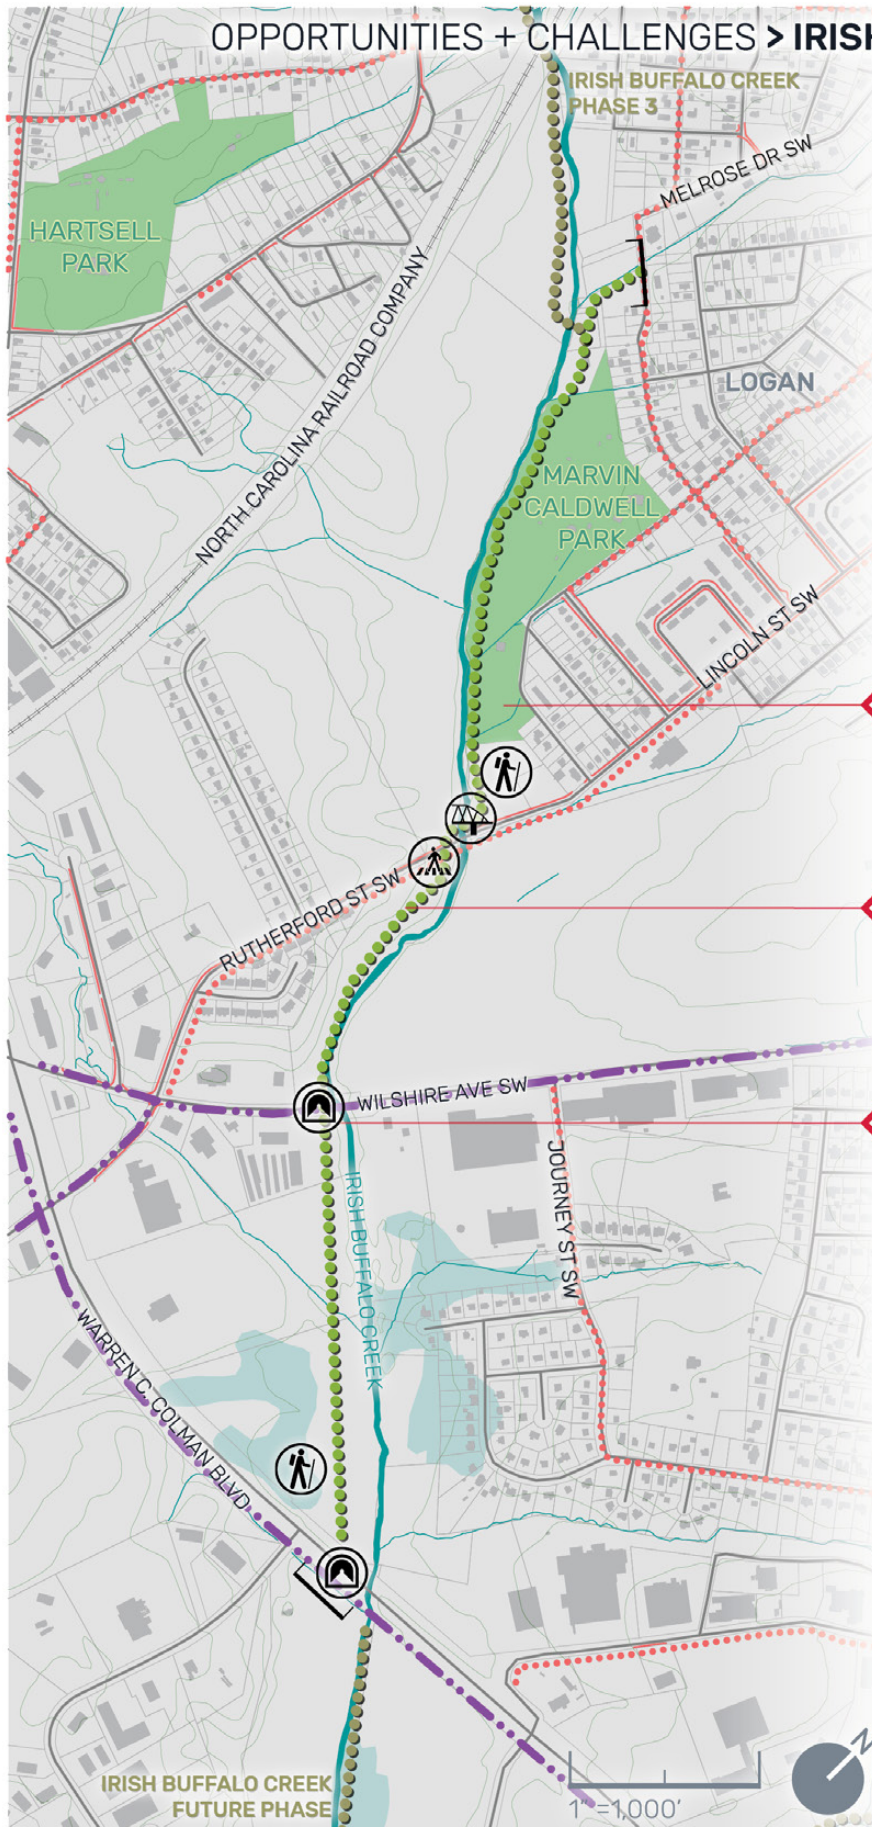 OPPORTUNITIES + CHALLENGES > IRISH
IRISH BUFFALO CREEK
PHASE 3
MELROSE DR SW
HARTSELL
PARK
NORTH CAROLINA RAILROAD COMPANY
LOGAN
MARVIN
CALDWELL
PARK
LINCOLN ST SW
RUTHERFORD ST SW
WILSHIRE AVE SW
JOURNEY ST SW
IRISH BUFFALO CREEK
WARREN C. COLMAN BLVD
IRISH BUFFALO CREEK
FUTURE PHASE
1" =1,000'
N